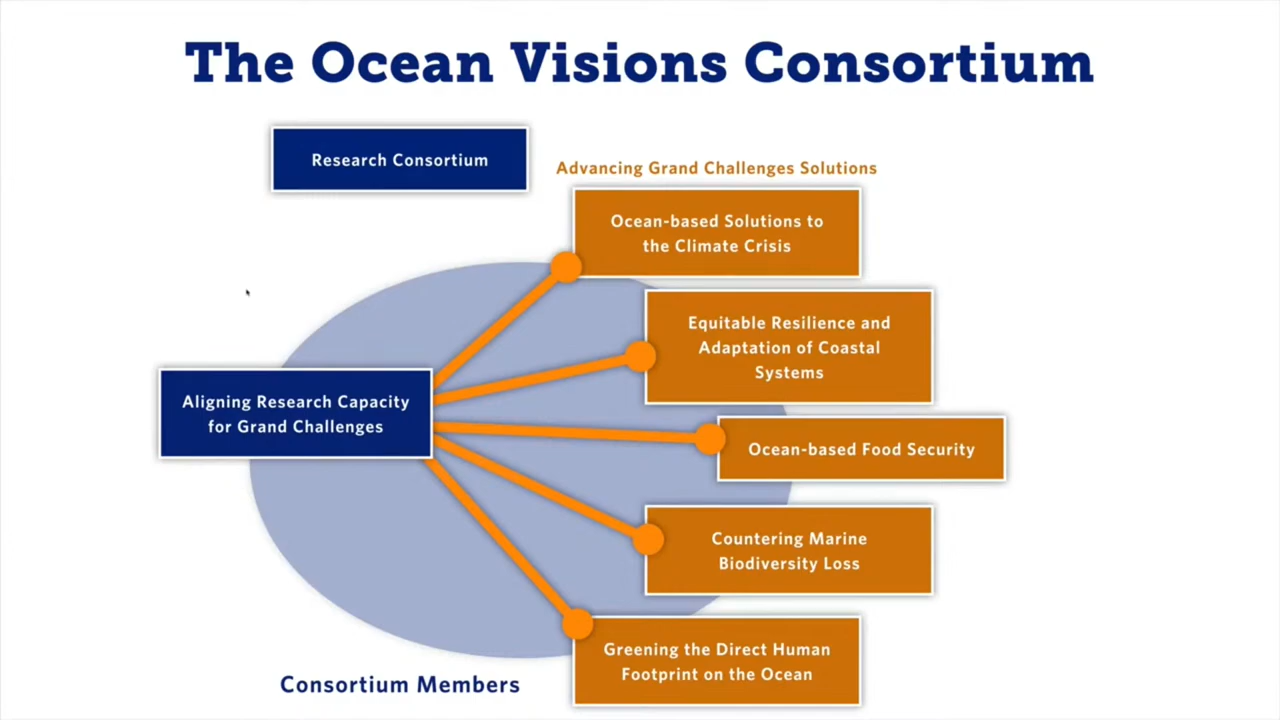 The Ocean Visions Consortium
Research Consortium
Advancing Grand Challenges Solutions
Ocean-based Solutions to
the Climate Crisis
Equitable Resilience and
Adaptation of Coastal
Systems
Aligning Research Capacity
for Grand Challenges
Ocean-based Food Security
Countering Marine
Biodiversity Loss
Greening the Direct Human
Footprint on the Ocean
Consortium Members